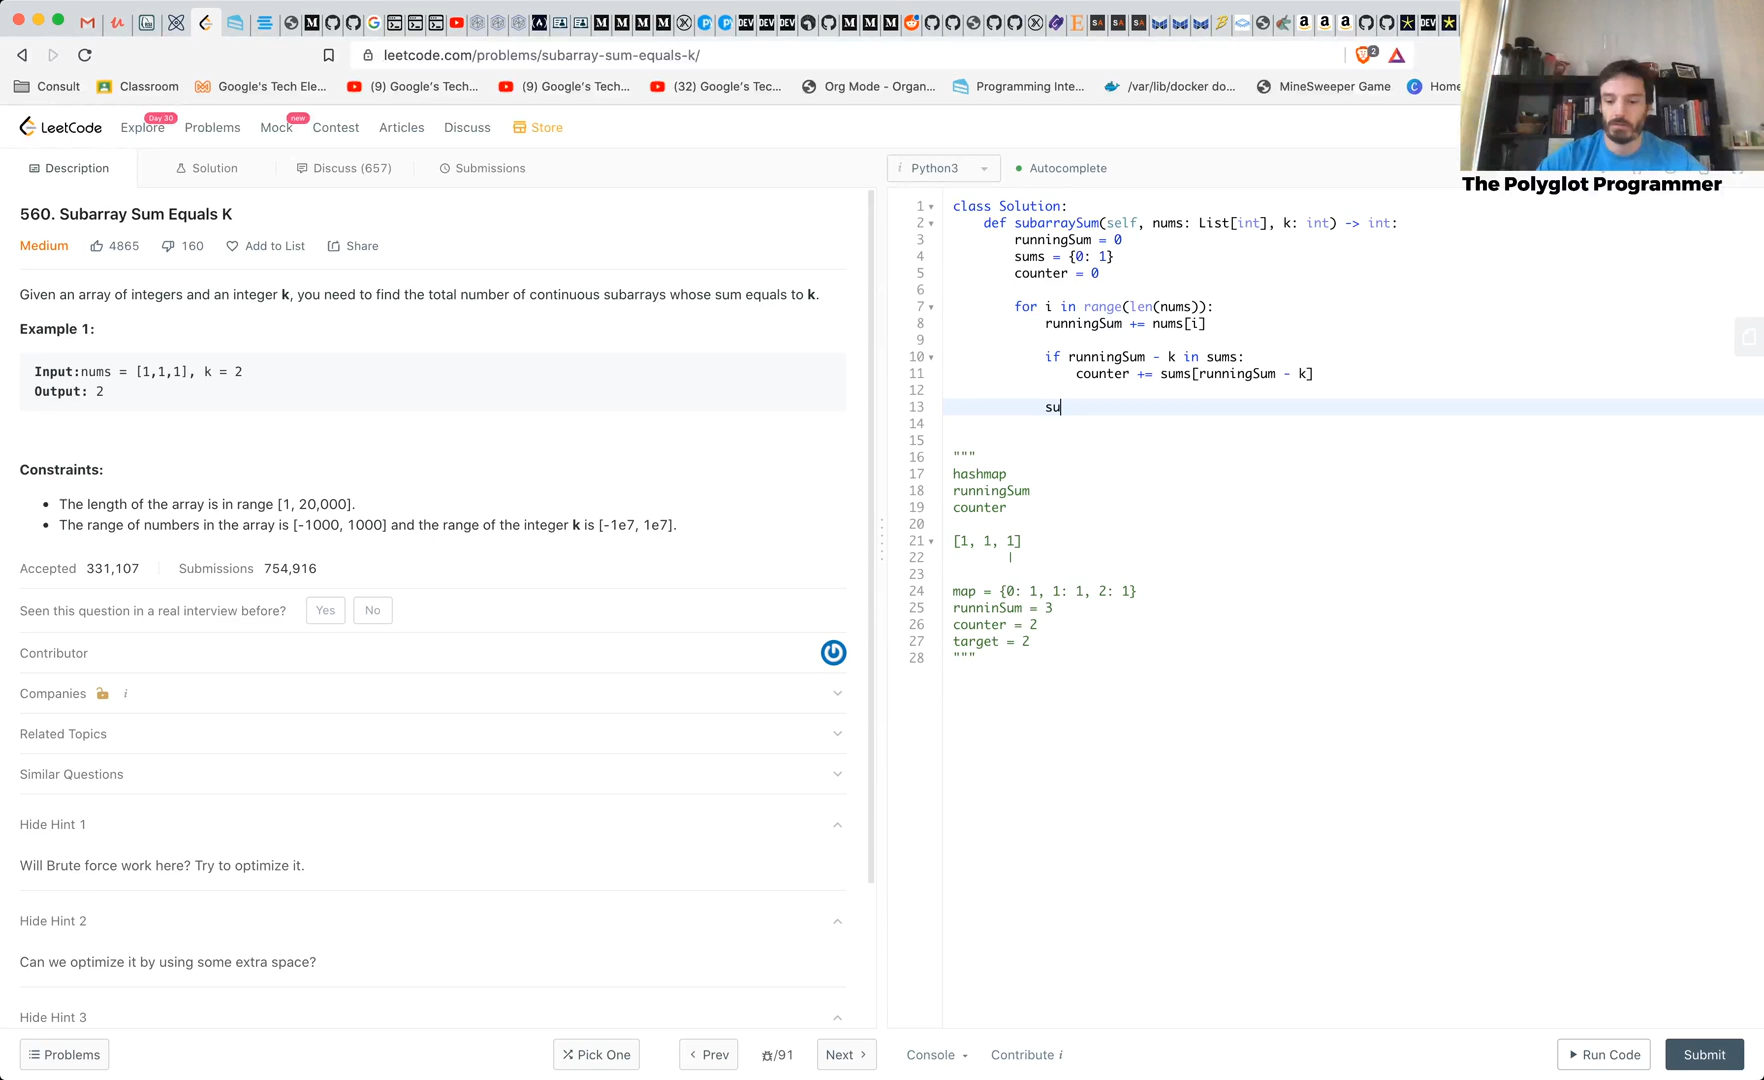 leetcode.com/problems/subarray-sum-equals-k/
2
Consult
Classroom
Google's Tech Ele...
(9) Google's Tech...
(9) Google's Tech...
(32) Google's Tec...
Org Mode - Organ...
Programming Inte...
/var/lib/docker do...
MineSweeper Game
Home
LeetCode
Explore
Day 30
Problems
Mock
new
Contest
Articles
Discuss
Store
The Polyglot Programmer
Description
Solution
Discuss (657)
Submissions
i Python3
Autocomplete
560. Subarray Sum Equals K
Medium
4865
160
Add to List
Share
Given an array of integers and an integer k, you need to find the total number of continuous subarrays whose sum equals to k.
Example 1:
Input:nums = [1,1,1], k = 2
Output: 2
Constraints:
The length of the array is in range [1, 20,000].
The range of numbers in the array is [-1000, 1000] and the range of the integer k is [-1e7, 1e7].
Accepted 331,107
Submissions 754,916
Seen this question in a real interview before?
Yes
No
Contributor
Companies i
Related Topics
Similar Questions
Hide Hint 1
Will Brute force work here? Try to optimize it.
Hide Hint 2
Can we optimize it by using some extra space?
Hide Hint 3
1 class Solution:
2 def subarraySum(self, nums: List[int], k: int) -> int:
3 runningSum = 0
4 sums = {0: 1}
5 counter = 0
6
7 for i in range(len(nums)):
8 runningSum += nums[i]
9
10 if runningSum - k in sums:
11 counter += sums[runningSum - k]
12
13 su
14
15
16 """
17 hashmap
18 runningSum
19 counter
20
21 [1, 1, 1]
22 |
23
24 map = {0: 1, 1: 1, 2: 1}
25 runninSum = 3
26 counter = 2
27 target = 2
28 """
Problems
Pick One
Prev
/91
Next
Console
Contribute i
Run Code
Submit